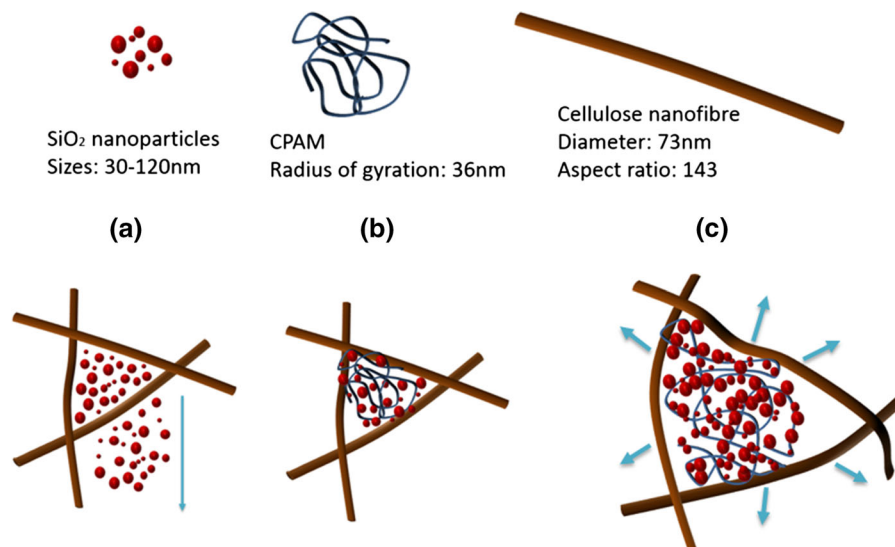 SiO₂ nanoparticles
Sizes: 30-120nm
CPAM
Radius of gyration: 36nm
Cellulose nanofibre
Diameter: 73nm
Aspect ratio: 143
(a)
(b)
(c)